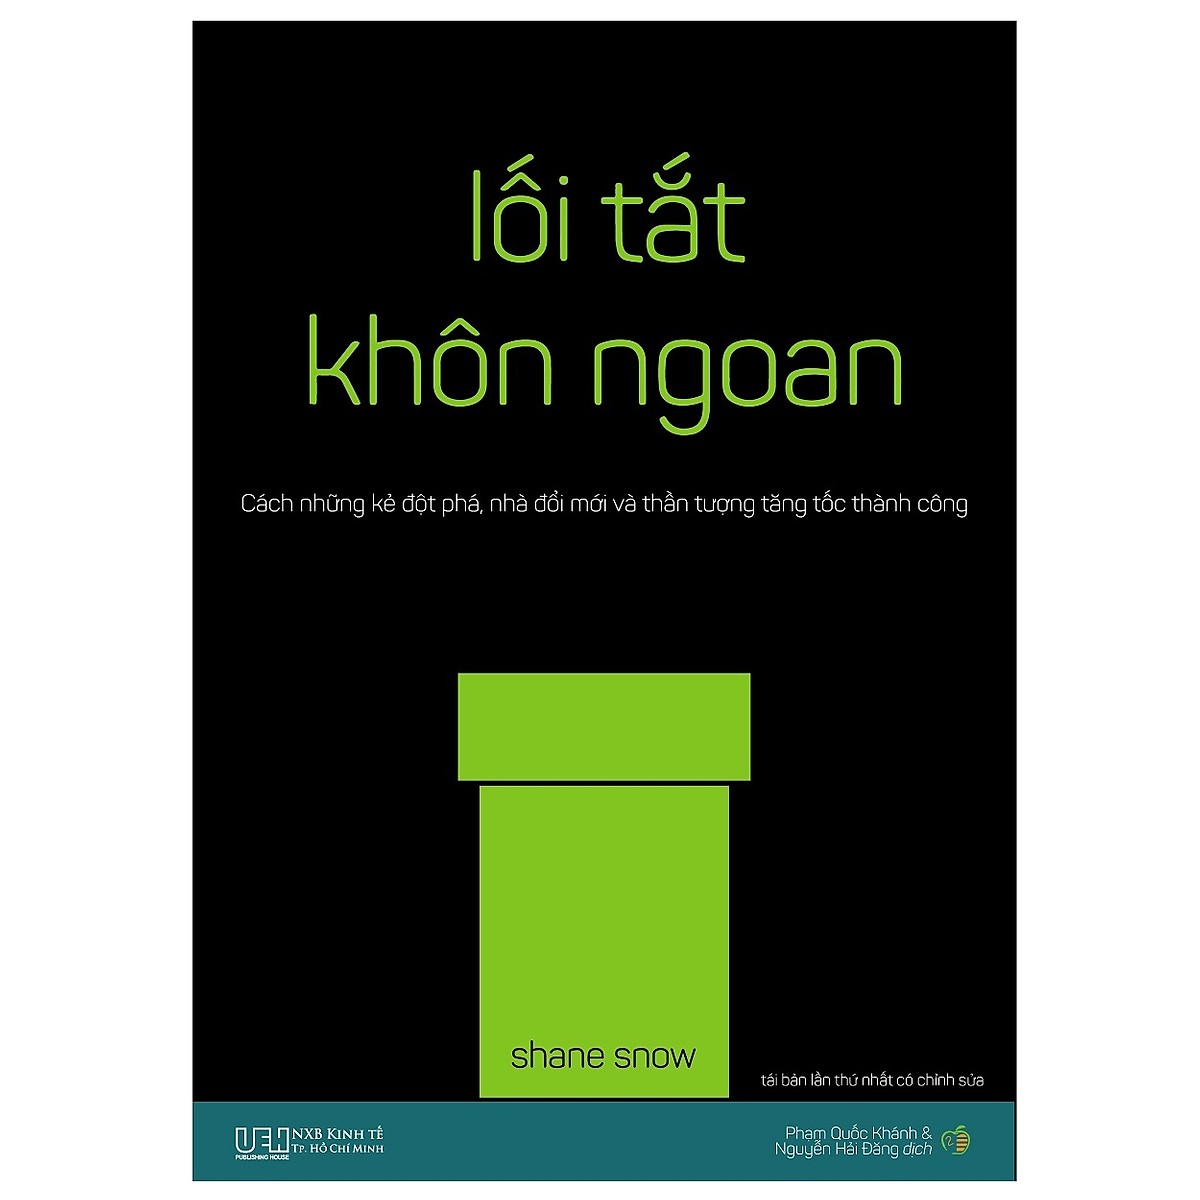 lối tắt
khôn ngoan
Cách những kẻ đột phá, nhà đổi mới và thần tượng tăng tốc thành công
shane snow
tái bản lần thứ nhất có chỉnh sửa
UEH
PUBLISHING HOUSE
NXB KINH TẾ
TP. HỒ CHÍ MINH
Phạm Quốc Khánh &
Nguyễn Hải Đăng dịch